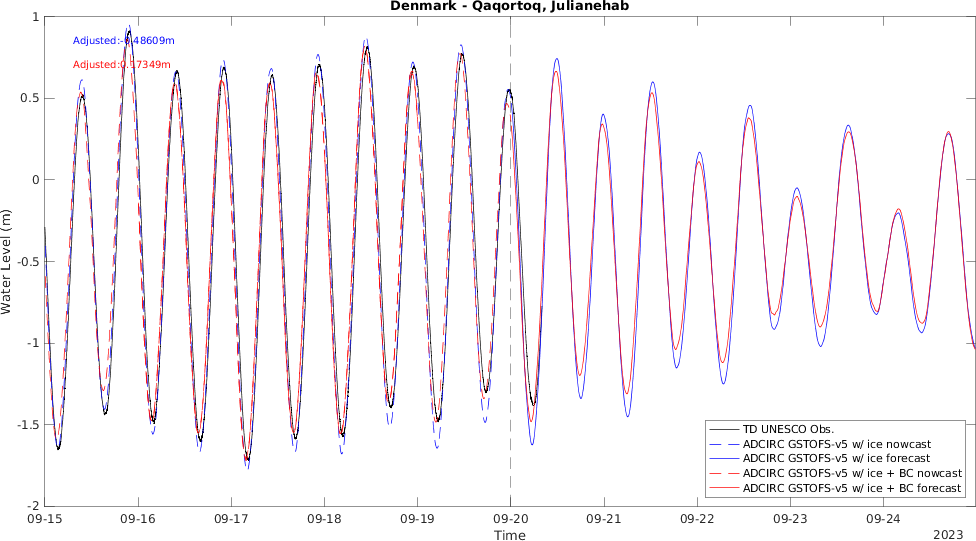 Denmark - Qaqortoq, Julianehab
1
0.5
0
-0.5
-1
-1.5
-2
Water Level (m)
Adjusted:-0.48609m
Adjusted:0.17349m
TD UNESCO Obs.
ADCIRC GSTOFS-v5 w/ ice nowcast
ADCIRC GSTOFS-v5 w/ ice forecast
ADCIRC GSTOFS-v5 w/ ice + BC nowcast
ADCIRC GSTOFS-v5 w/ ice + BC forecast
09-15 09-16 09-17 09-18 09-19 09-20 09-21 09-22 09-23 09-24
Time
2023